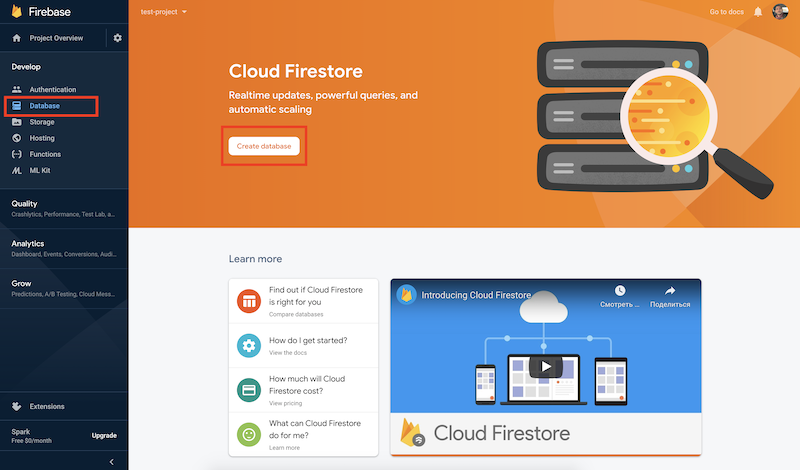 Firebase
Project Overview
Develop
Authentication
Database
Storage
Hosting
Functions
ML Kit
Quality
Crashlytics, Performance, Test Lab, a...
Analytics
Dashboard, Events, Conversions, Audi...
Grow
Predictions, A/B Testing, Cloud Mess...
Extensions
Spark
Free $0/month
Upgrade
test-project
Go to docs
Cloud Firestore
Realtime updates, powerful queries, and
automatic scaling
Create database
Learn more
Find out if Cloud Firestore
is right for you
Compare databases
How do I get started?
View the docs
How much will Cloud
Firestore cost?
View pricing
What can Cloud Firestore
do for me?
Learn more
Introducing Cloud Firestore
Смотреть ...
Поделиться
Cloud Firestore